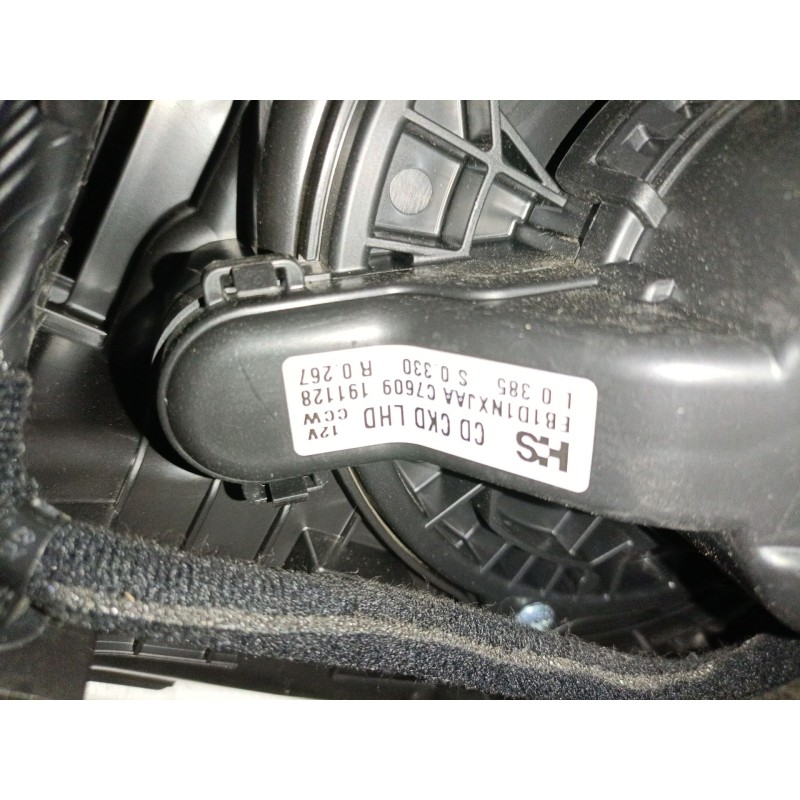 HS CD CKD LHD 12V
CCW
FB1D1NXJAA C7609 191128
L 0.385 S 0.330 R 0.267